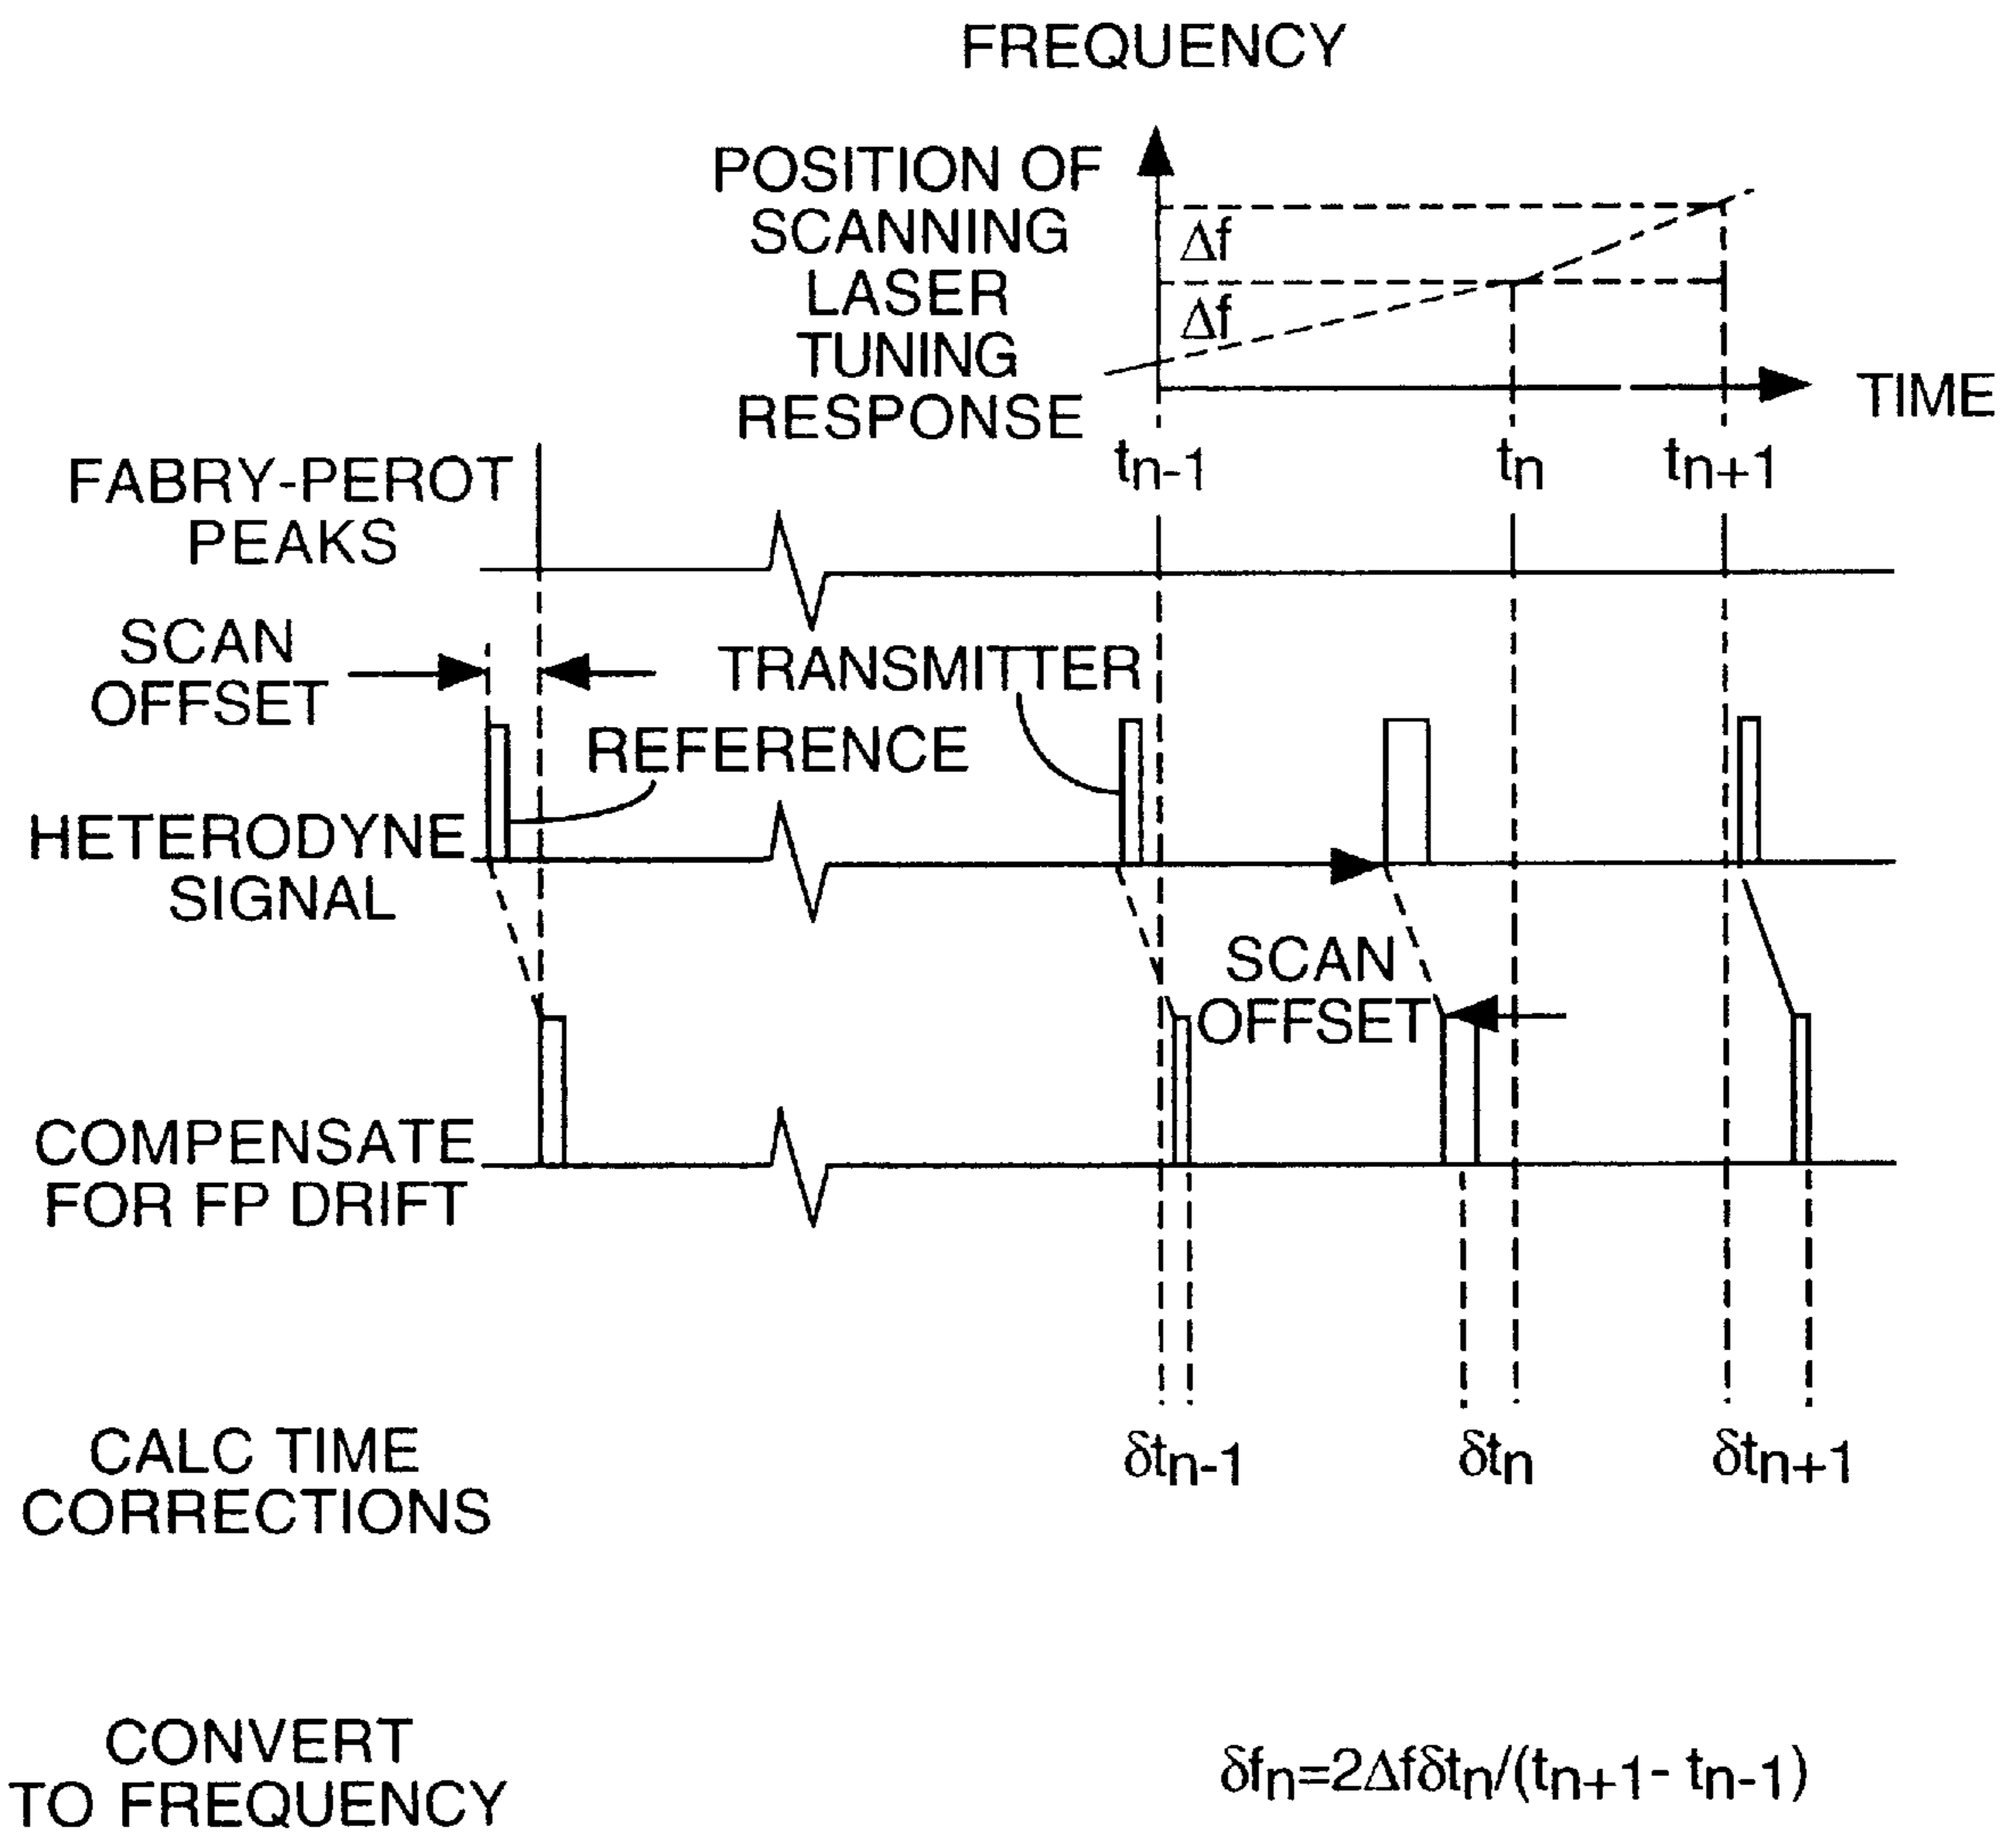 FREQUENCY
POSITION OF
SCANNING
LASER
TUNING
RESPONSE
Δf
Δf
TIME
tn-1
tn
tn+1
FABRY-PEROT
PEAKS
SCAN
OFFSET
TRANSMITTER
REFERENCE
HETERODYNE
SIGNAL
SCAN
OFFSET
COMPENSATE
FOR FP DRIFT
CALC TIME
CORRECTIONS
δtn-1
δtn
δtn+1
CONVERT
TO FREQUENCY
δfn=2Δfδtn/(tn+1- tn-1)